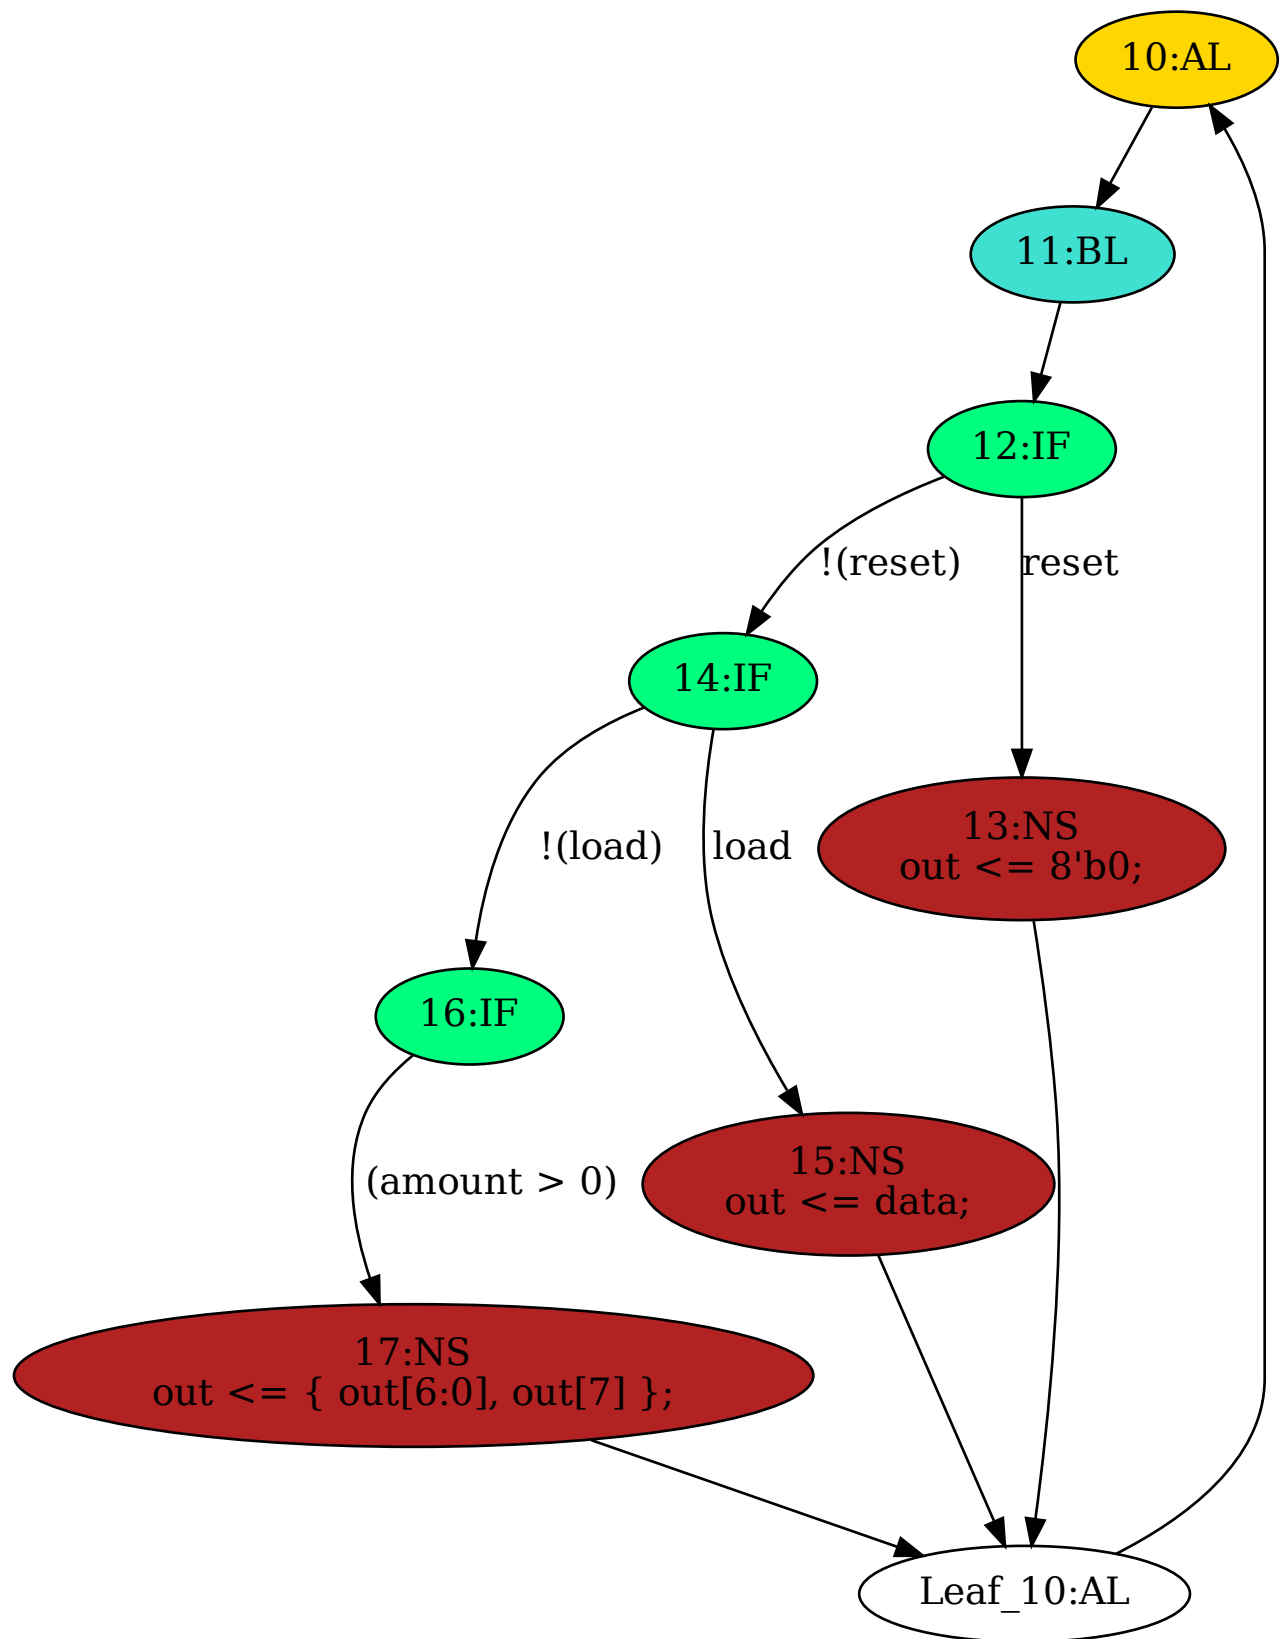 10:AL
11:BL
12:IF
!(reset)
reset
14:IF
13:NS
out <= 8'b0;
!(load)
load
16:IF
15:NS
out <= data;
(amount > 0)
17:NS
out <= { out[6:0], out[7] };
Leaf_10:AL